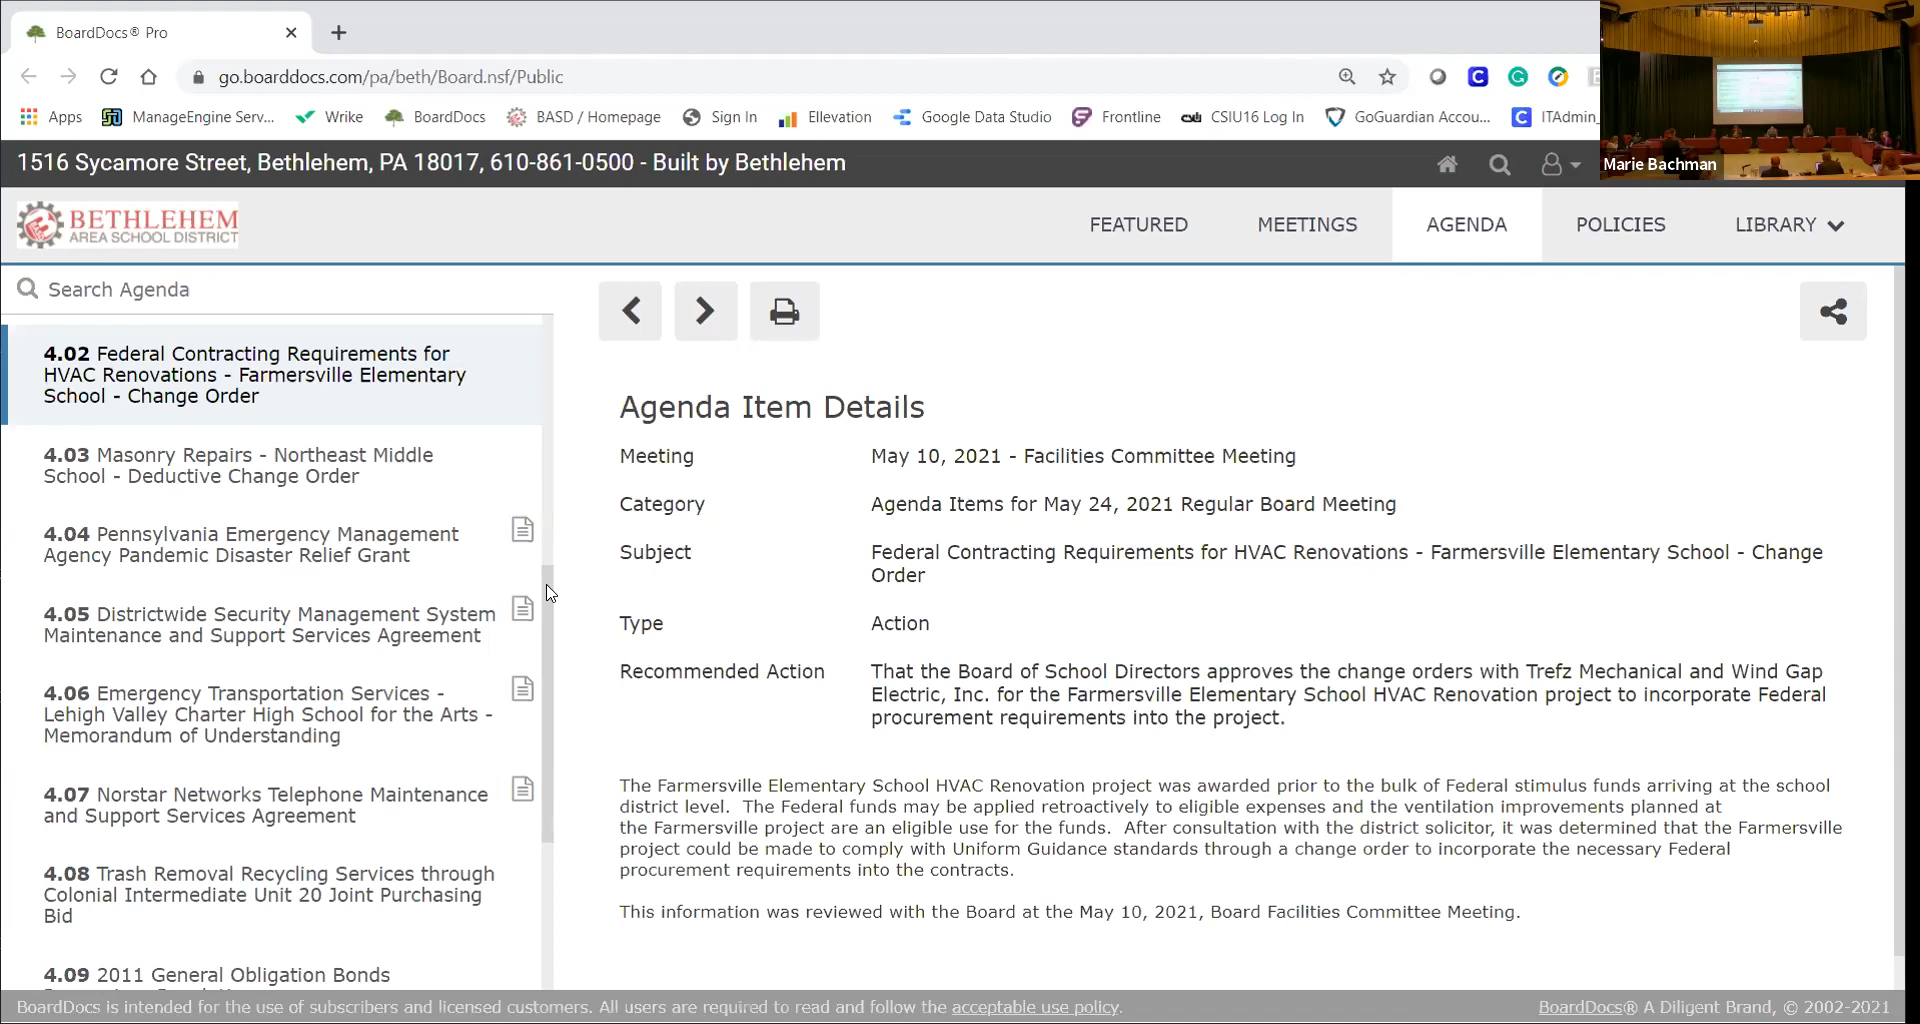 BoardDocs® Pro
go.boarddocs.com/pa/beth/Board.nsf/Public
Apps
ManageEngine Serv...
Wrike
BoardDocs
BASD / Homepage
Sign In
Ellevation
Google Data Studio
Frontline
CSIU16 Log In
GoGuardian Accou...
ITAdmin_
Marie Bachman
1516 Sycamore Street, Bethlehem, PA 18017, 610-861-0500 - Built by Bethlehem
BETHLEHEM
AREA SCHOOL DISTRICT
FEATURED
MEETINGS
AGENDA
POLICIES
LIBRARY
Search Agenda
4.02 Federal Contracting Requirements for
HVAC Renovations - Farmersville Elementary
School - Change Order
4.03 Masonry Repairs - Northeast Middle
School - Deductive Change Order
4.04 Pennsylvania Emergency Management
Agency Pandemic Disaster Relief Grant
4.05 Districtwide Security Management System
Maintenance and Support Services Agreement
4.06 Emergency Transportation Services -
Lehigh Valley Charter High School for the Arts -
Memorandum of Understanding
4.07 Norstar Networks Telephone Maintenance
and Support Services Agreement
4.08 Trash Removal Recycling Services through
Colonial Intermediate Unit 20 Joint Purchasing
Bid
4.09 2011 General Obligation Bonds
Agenda Item Details
Meeting
May 10, 2021 - Facilities Committee Meeting
Category
Agenda Items for May 24, 2021 Regular Board Meeting
Subject
Federal Contracting Requirements for HVAC Renovations - Farmersville Elementary School - Change
Order
Type
Action
Recommended Action
That the Board of School Directors approves the change orders with Trefz Mechanical and Wind Gap
Electric, Inc. for the Farmersville Elementary School HVAC Renovation project to incorporate Federal
procurement requirements into the project.
The Farmersville Elementary School HVAC Renovation project was awarded prior to the bulk of Federal stimulus funds arriving at the school
district level. The Federal funds may be applied retroactively to eligible expenses and the ventilation improvements planned at
the Farmersville project are an eligible use for the funds. After consultation with the district solicitor, it was determined that the Farmersville
project could be made to comply with Uniform Guidance standards through a change order to incorporate the necessary Federal
procurement requirements into the contracts.
This information was reviewed with the Board at the May 10, 2021, Board Facilities Committee Meeting.
BoardDocs is intended for the use of subscribers and licensed customers. All users are required to read and follow the acceptable use policy.
BoardDocs® A Diligent Brand, © 2002-2021